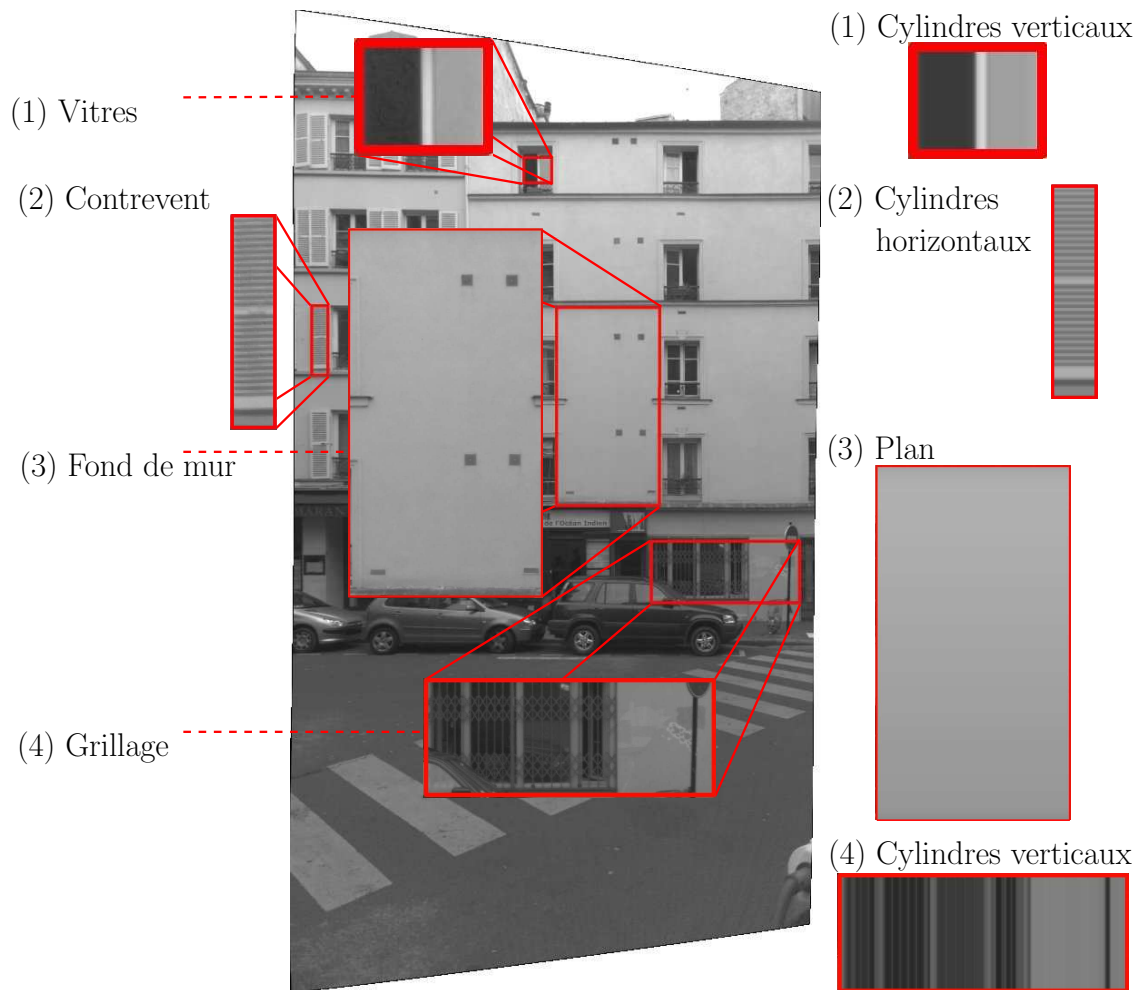 (1) Vitres
(2) Contrevent
(3) Fond de mur
(4) Grillage
MARAN
de l'Océan Indien
(1) Cylindres verticaux
(2) Cylindres
horizontaux
(3) Plan
(4) Cylindres verticaux